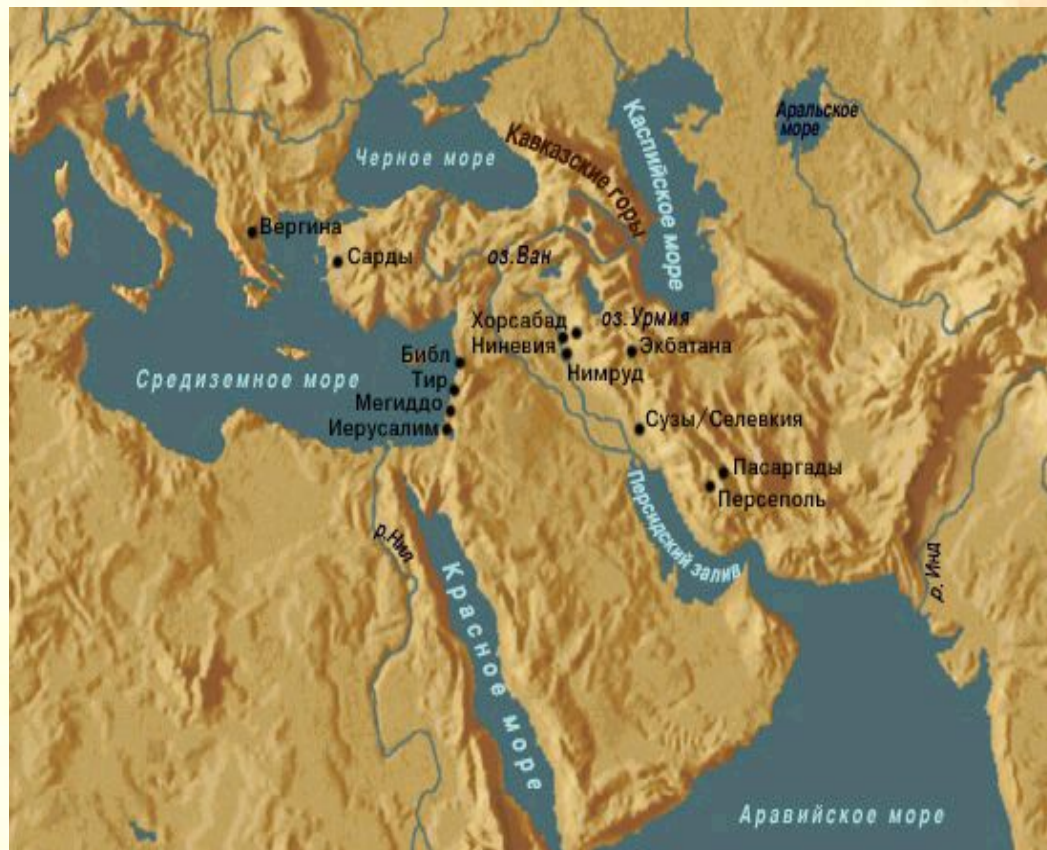 Аральское
море
Каспийское море
Кавказские горы
Черное море
Вергина
Сарды
оз.Ван
Хорсабад
оз.Урмия
Ниневия
Экбатана
Нимруд
Библ
Тир
Мегиддо
Иерусалим
Средиземное море
Сузы/Селевкия
Пасаргады
Персеполь
Персидский залив
р.Нил
р. Инд
Красное море
Аравийское море